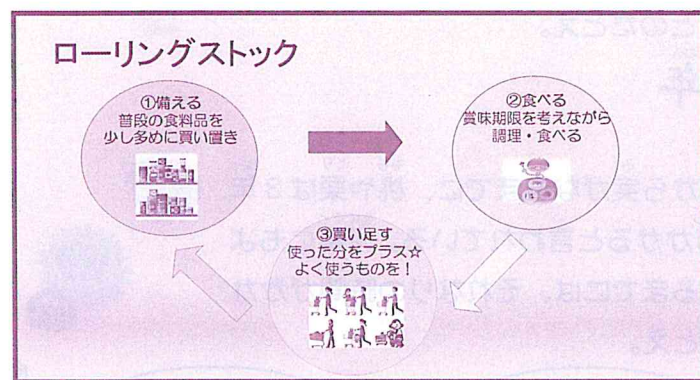 ローリングストック
①備える
普段の食料品を
少し多めに買い置き
②食べる
賞味期限を考えながら
調理・食べる
③買い足す
使った分をプラス☆
よく使うものを！